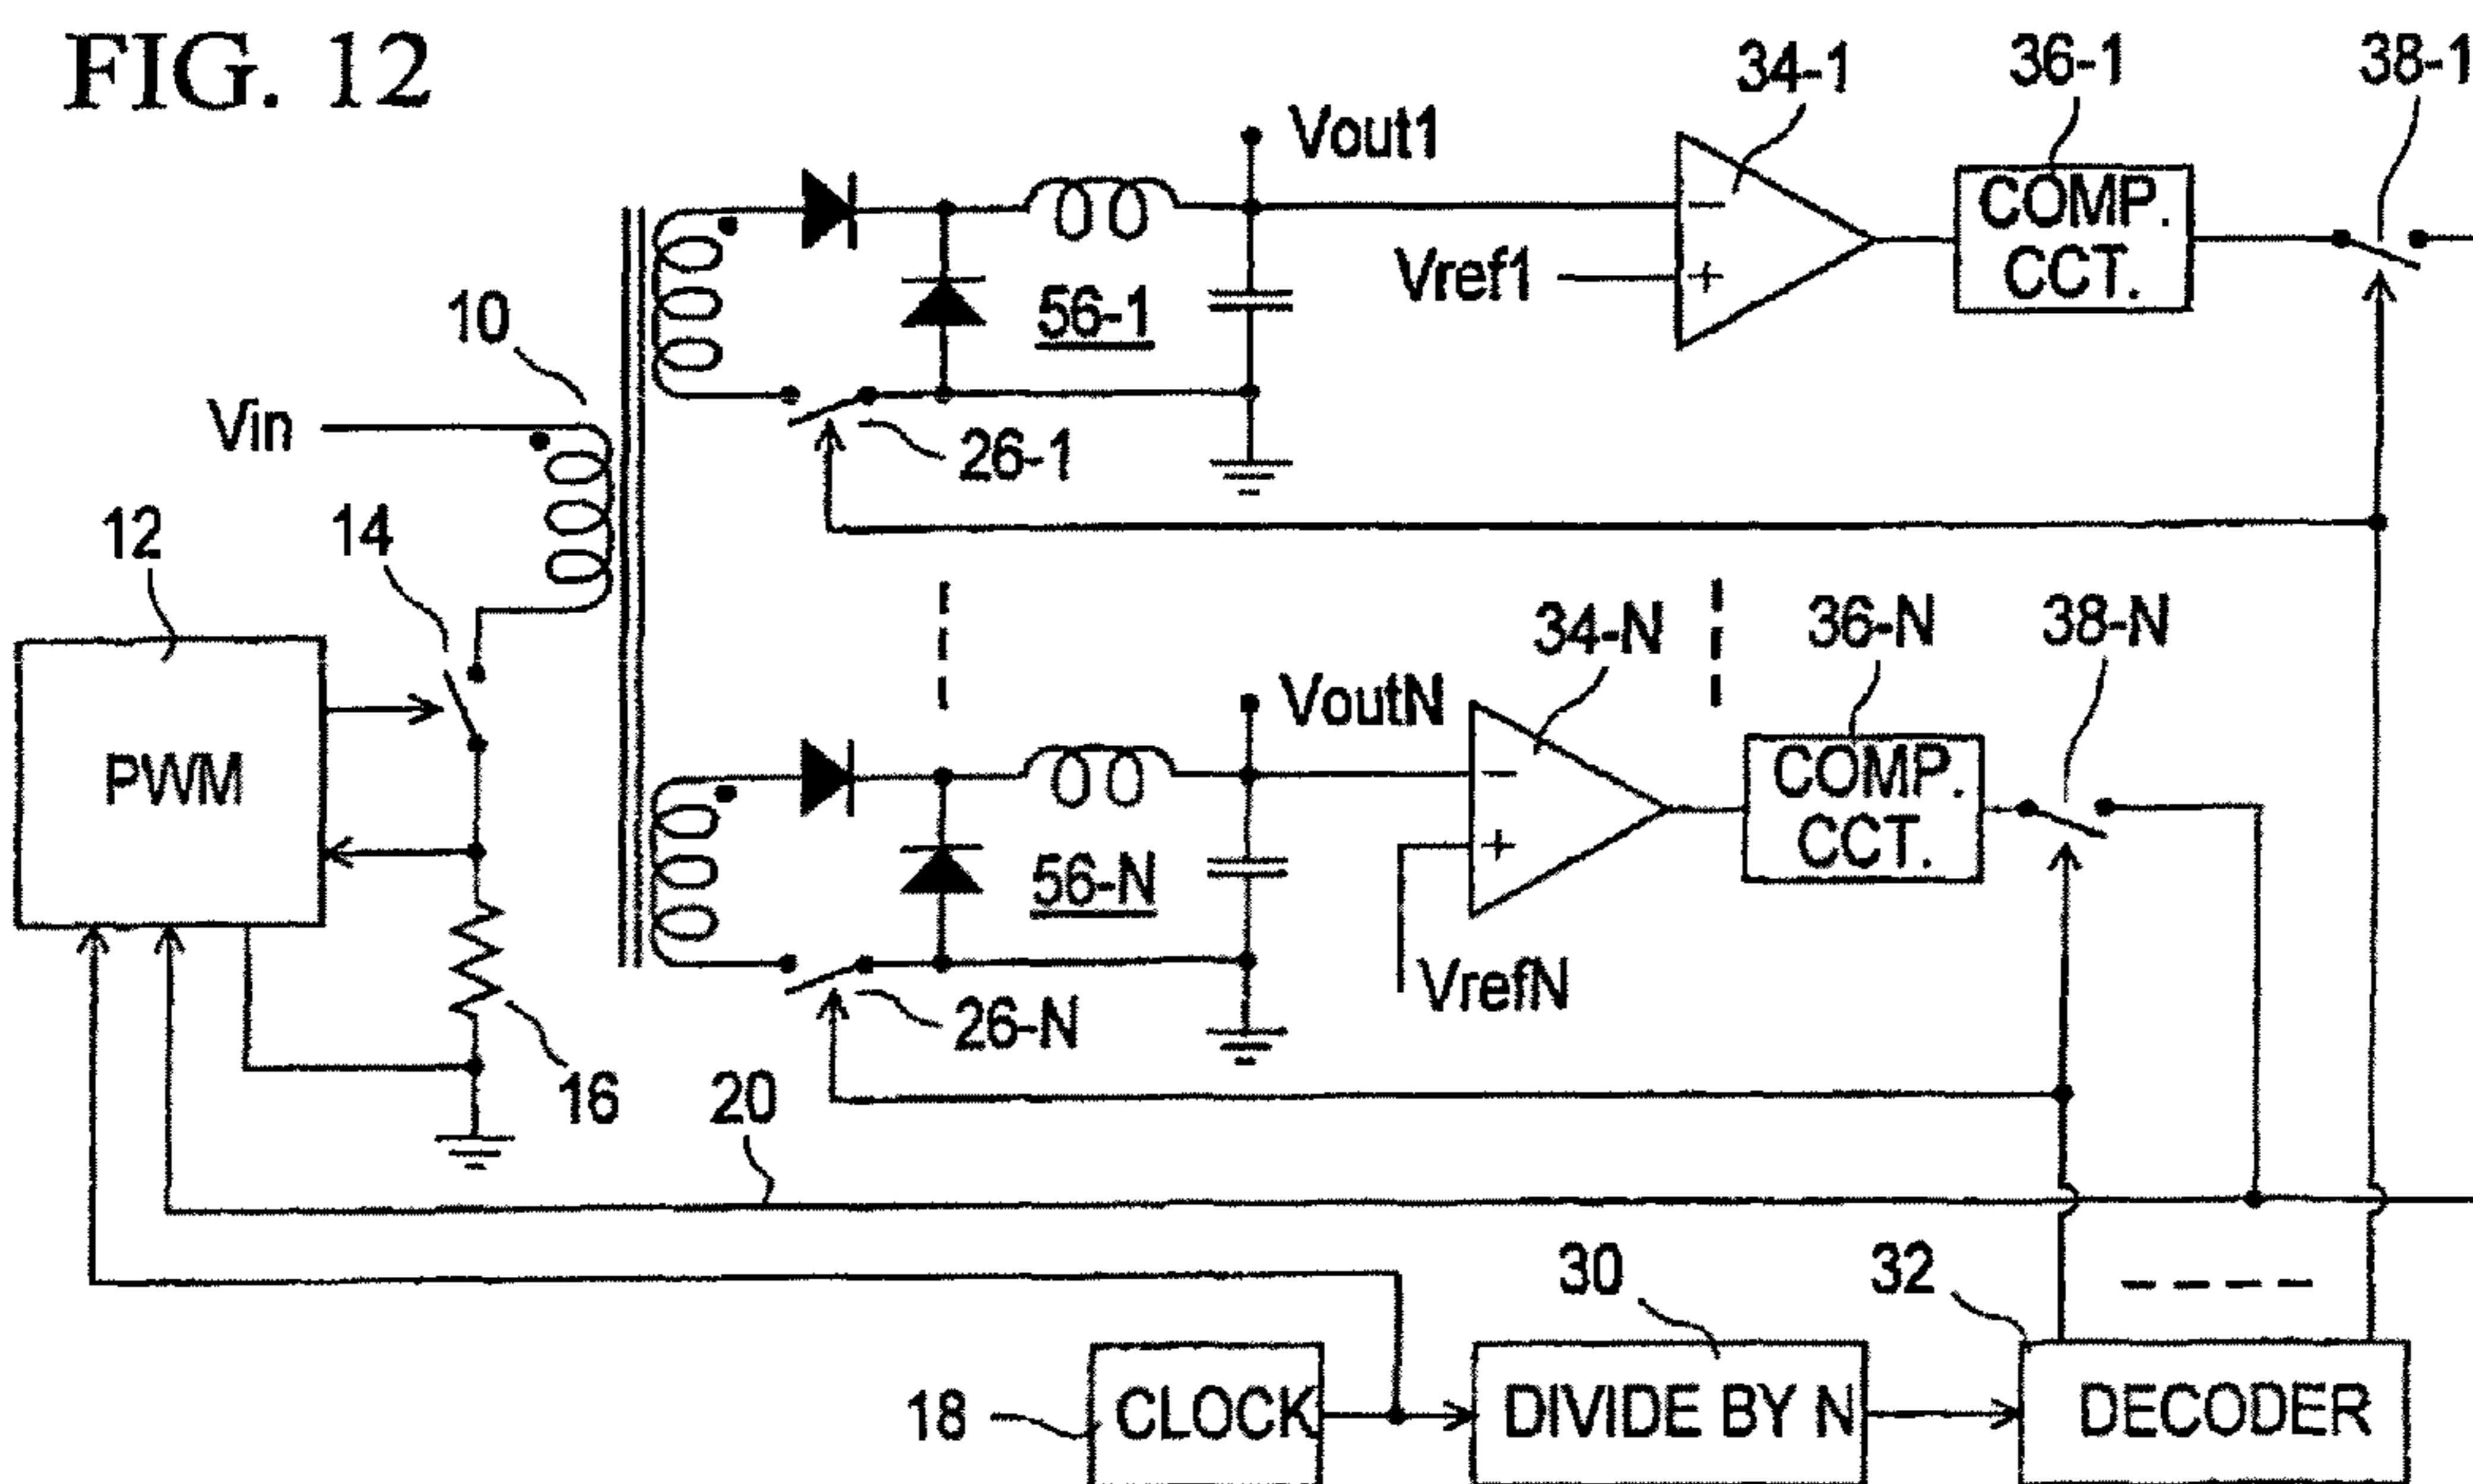 FIG. 12
34-1
36-1
38-1
Vout1
COMP.
CCT.
Vref1
−
+
56-1
10
Vin
26-1
12
14
PWM
34-N
36-N
38-N
VoutN
COMP.
CCT.
−
+
56-N
VrefN
26-N
16
20
30
32
18
CLOCK
DIVIDE BY N
DECODER